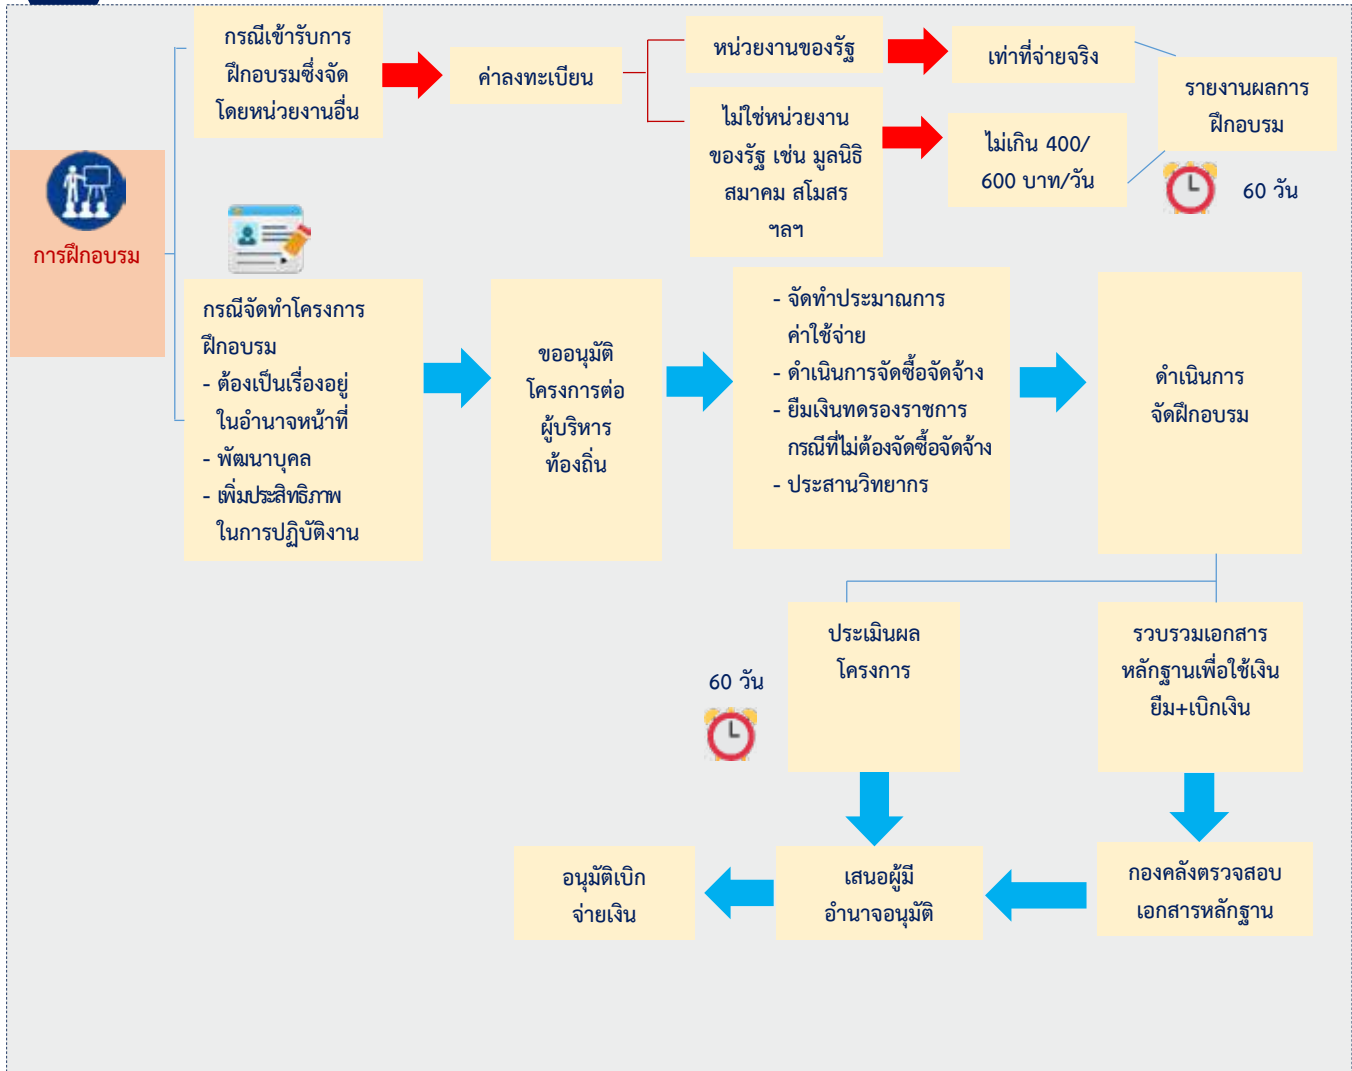 การฝึกอบรม
กรณีเข้ารับการ
ฝึกอบรมซึ่งจัด
โดยหน่วยงานอื่น
ค่าลงทะเบียน
หน่วยงานของรัฐ
เท่าที่จ่ายจริง
ไม่ใช่หน่วยงาน
ของรัฐ เช่น มูลนิธิ
สมาคม สโมสร
ฯลฯ
ไม่เกิน 400/
600 บาท/วัน
รายงานผลการ
ฝึกอบรม
60 วัน
กรณีจัดทำโครงการ
ฝึกอบรม
- ต้องเป็นเรื่องอยู่
ในอำนาจหน้าที่
- พัฒนาบุคล
- เพิ่มประสิทธิภาพ
ในการปฏิบัติงาน
ขออนุมัติ
โครงการต่อ
ผู้บริหาร
ท้องถิ่น
- จัดทำประมาณการ
ค่าใช้จ่าย
- ดำเนินการจัดซื้อจัดจ้าง
- ยืมเงินทดรองราชการ
กรณีที่ไม่ต้องจัดซื้อจัดจ้าง
- ประสานวิทยากร
ดำเนินการ
จัดฝึกอบรม
ประเมินผล
โครงการ
60 วัน
รวบรวมเอกสาร
หลักฐานเพื่อใช้เงิน
ยืม+เบิกเงิน
กองคลังตรวจสอบ
เอกสารหลักฐาน
เสนอผู้มี
อำนาจอนุมัติ
อนุมัติเบิก
จ่ายเงิน